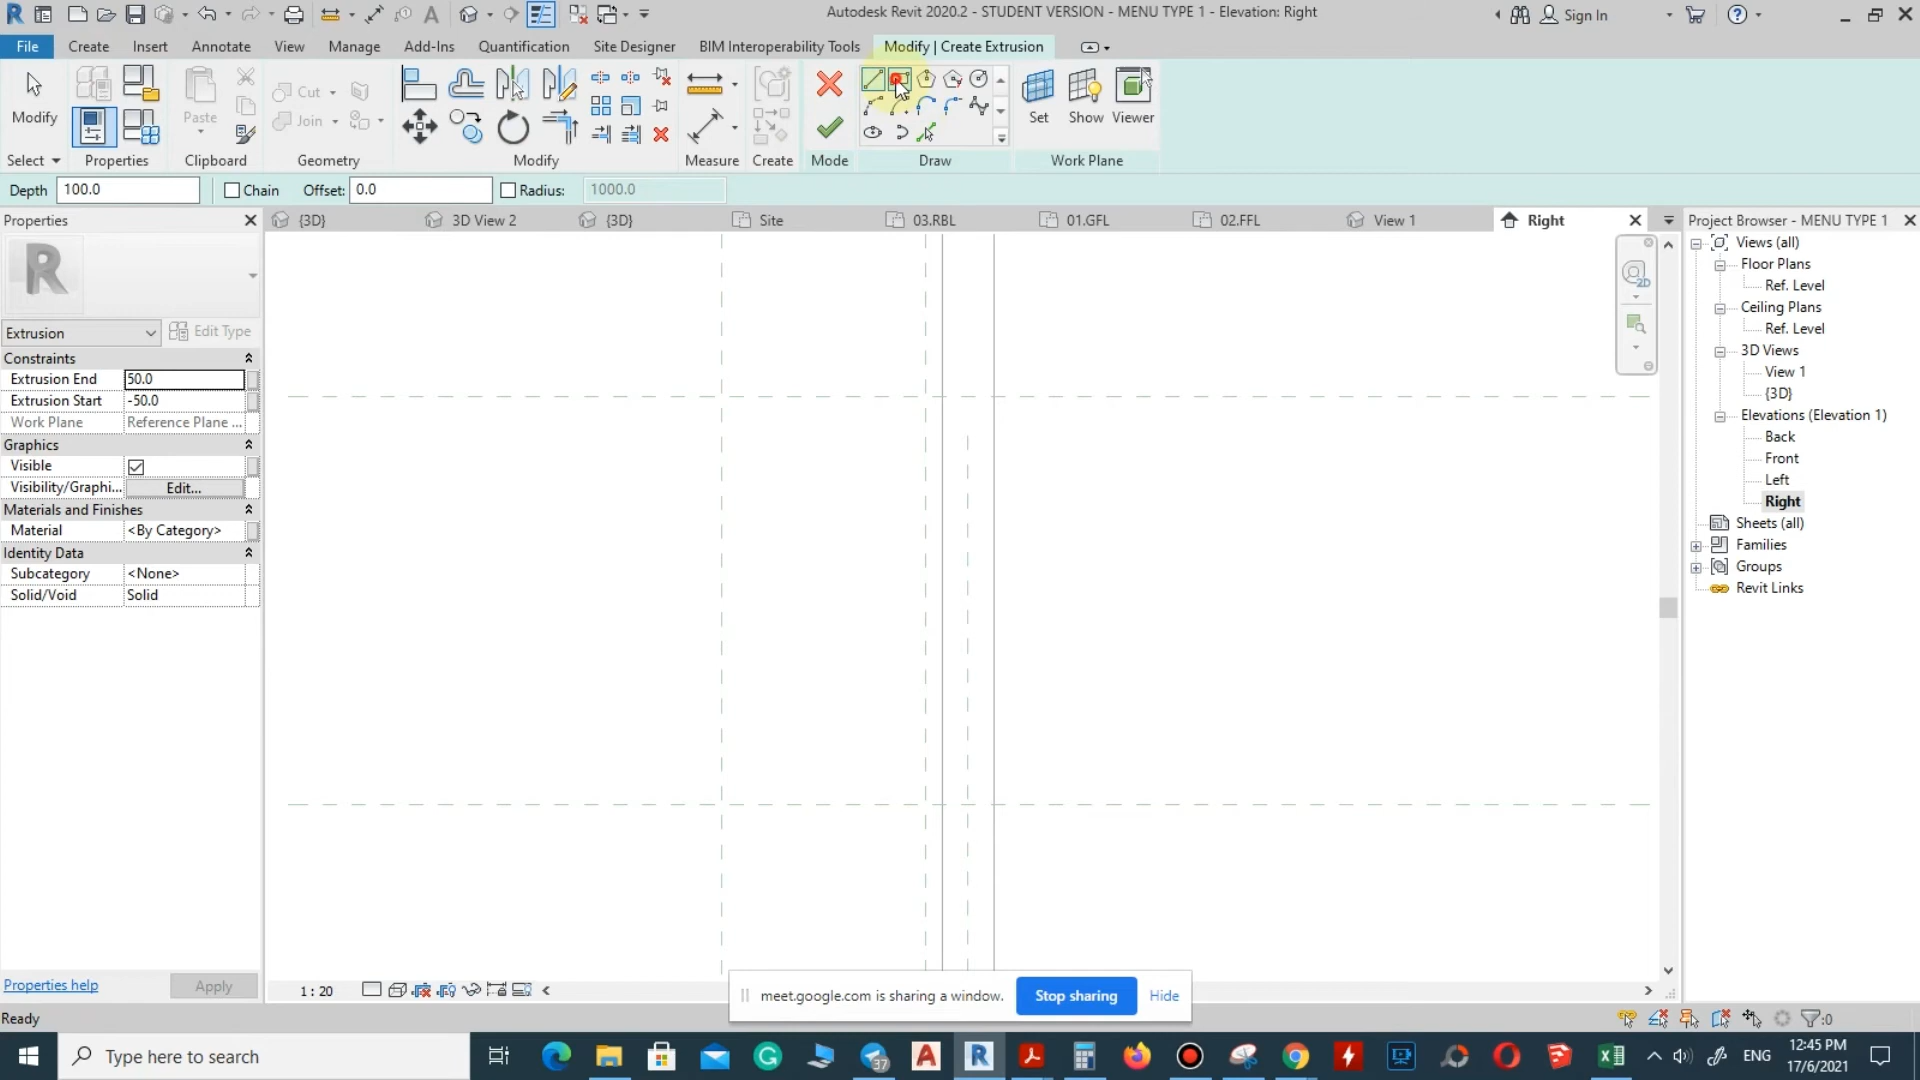 Autodesk Revit 2020.2 - STUDENT VERSION - MENU TYPE 1 - Elevation: Right
Sign In
File
Create
Insert
Annotate
View
Manage
Add-Ins
Quantification
Site Designer
BIM Interoperability Tools
Modify | Create Extrusion
Modify
Paste
Cut
Join
Set
Show
Viewer
Select
Properties
Clipboard
Geometry
Modify
Measure
Create
Mode
Draw
Work Plane
Depth 100.0
Chain
Offset: 0.0
Radius: 1000.0
Properties
{3D}
3D View 2
{3D}
Site
03.RBL
01.GFL
02.FFL
View 1
Right
Project Browser - MENU TYPE 1
Extrusion
Edit Type
Constraints
Extrusion End 50.0
Extrusion Start -50.0
Work Plane Reference Plane ...
Graphics
Visible
Visibility/Graphi... Edit...
Materials and Finishes
Material <By Category>
Identity Data
Subcategory <None>
Solid/Void Solid
Properties help
Apply
2D
Views (all)
Floor Plans
Ref. Level
Ceiling Plans
Ref. Level
3D Views
View 1
{3D}
Elevations (Elevation 1)
Back
Front
Left
Right
Sheets (all)
Families
Groups
Revit Links
1 : 20
meet.google.com is sharing a window.
Stop sharing
Hide
Ready
:0
Type here to search
37
ENG
12:45 PM
17/6/2021